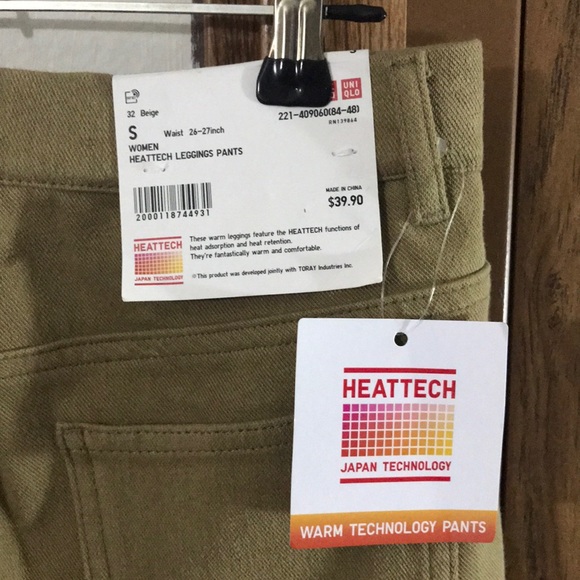 UNI
QLO
32 Beige
221-409060(84-48)
RN139864
S Waist 26-27inch
WOMEN
HEATTECH LEGGINGS PANTS
MADE IN CHINA
$39.90
2000118744931
HEATTECH
JAPAN TECHNOLOGY
These warm leggings feature the HEATTECH functions of
heat adsorption and heat retention.
They're fantastically warm and comfortable.
※This product was developed jointly with TORAY Industries Inc.
HEATTECH
JAPAN TECHNOLOGY
WARM TECHNOLOGY PANTS